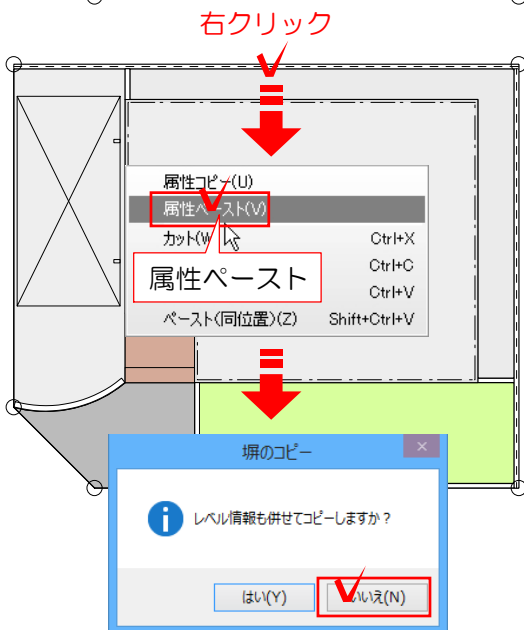 右クリック
属性コピー(U)
属性ペースト(V)
カット(W
Ctrl+X
Ctrl+C
属性ペースト
Ctrl+V
ペースト(同位置)(Z) Shift+Ctrl+V
塀のコピー
レベル情報も併せてコピーしますか？
はい(Y)
いいえ(N)